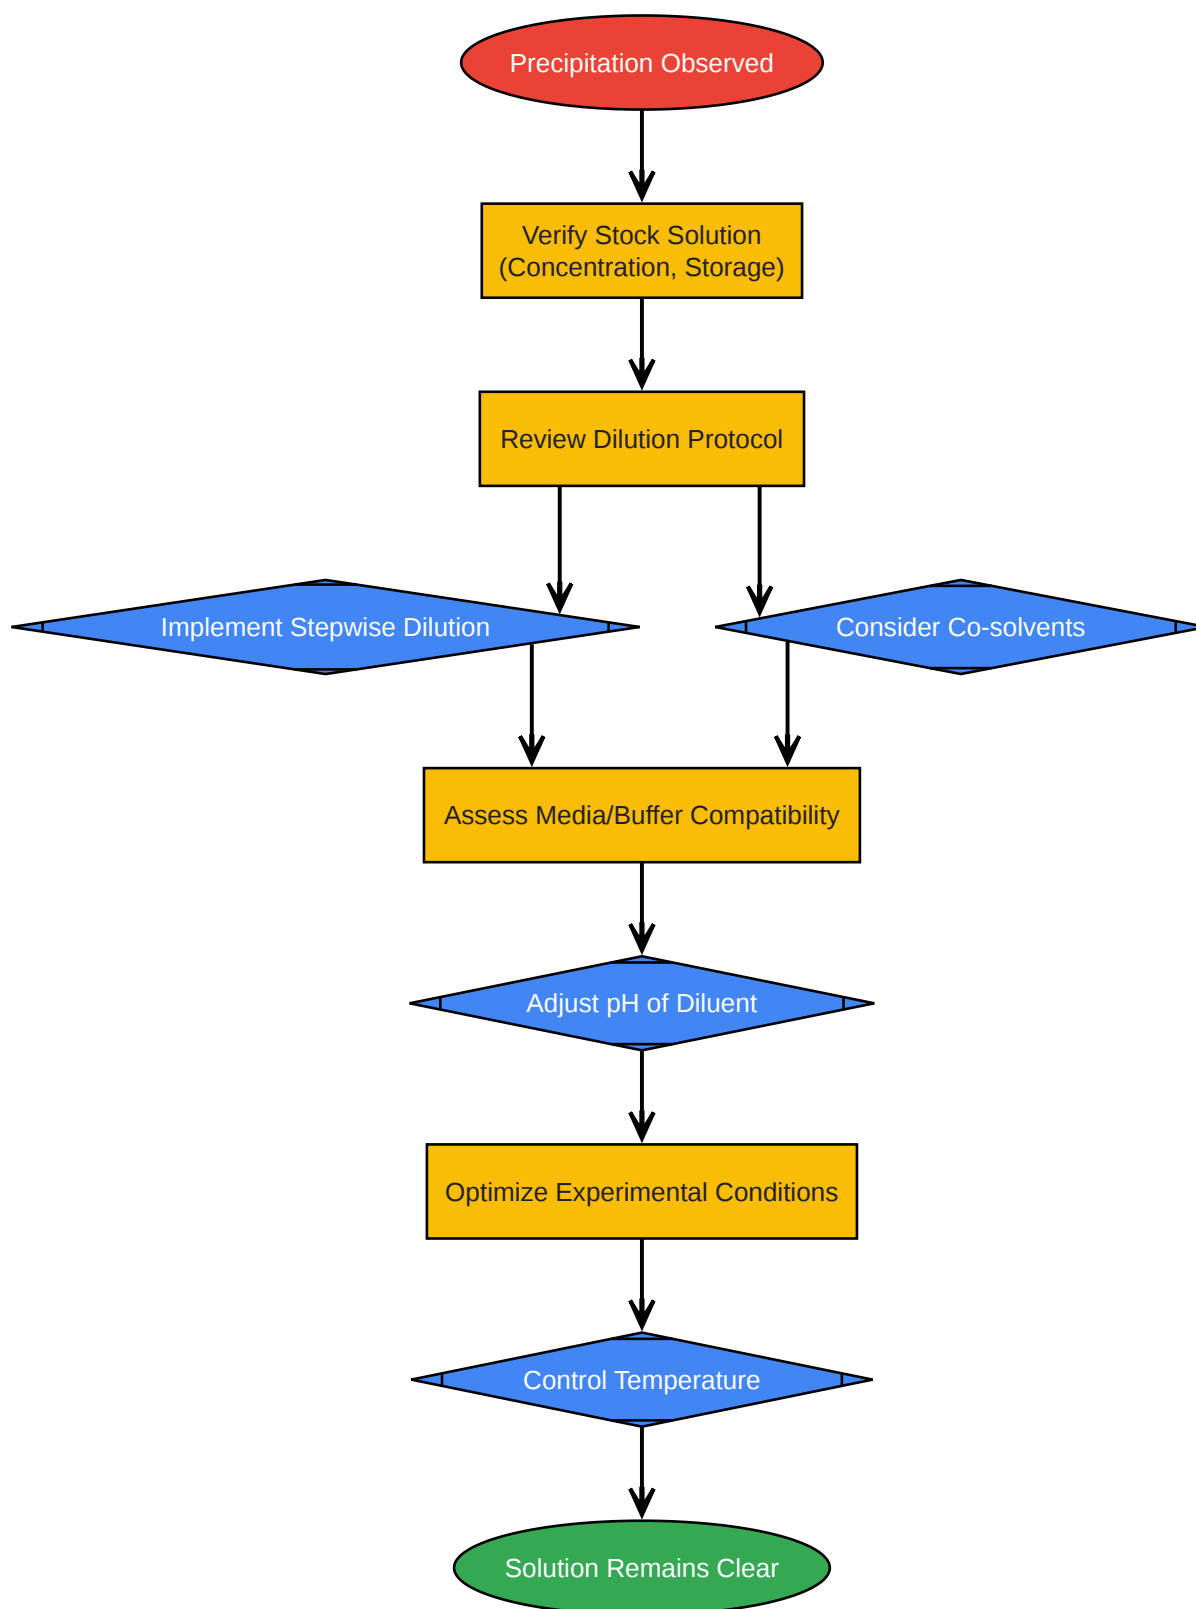 Precipitation Observed
Verify Stock Solution
(Concentration, Storage)
Review Dilution Protocol
Implement Stepwise Dilution
Consider Co-solvents
Assess Media/Buffer Compatibility
Adjust pH of Diluent
Optimize Experimental Conditions
Control Temperature
Solution Remains Clear